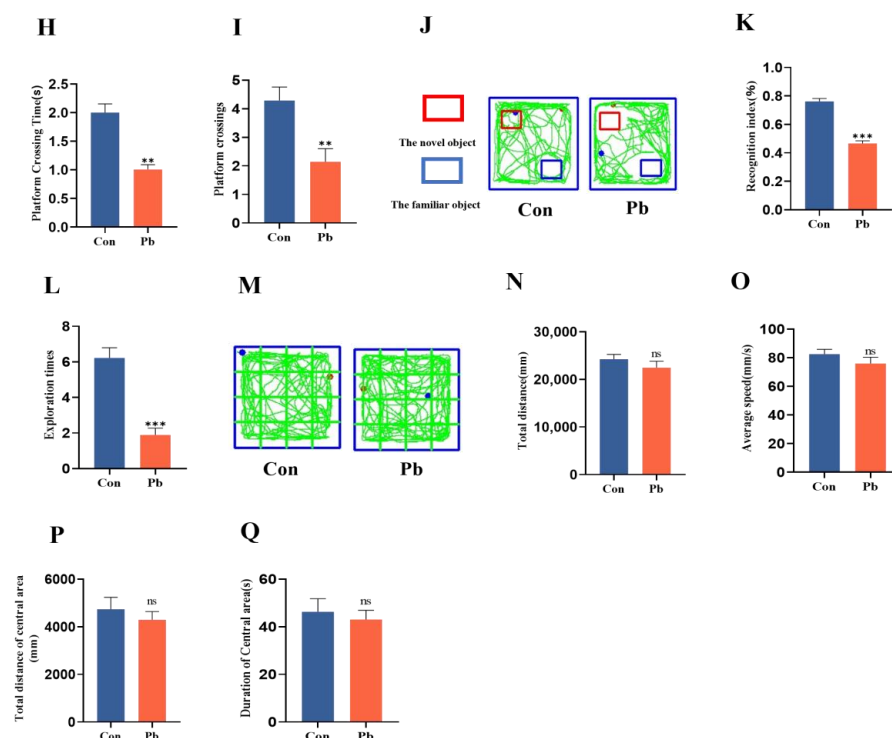 H
Platform Crossing Time(s)
2.5
2.0
1.5
1.0
0.5
0.0
**
Con Pb
I
Platform crossings
5
4
3
2
1
0
**
Con Pb
J
The novel object
The familiar object
Con Pb
K
Recognition index(%)
1.0
0.8
0.6
0.4
0.2
0.0
***
Con Pb
L
Exploration times
8
6
4
2
0
***
Con Pb
M
Con Pb
N
Total distance(mm)
30,000
20,000
10,000
0
ns
Con Pb
O
Average speed(mm/s)
100
80
60
40
20
0
ns
Con Pb
P
Total distance of central area
(mm)
6000
4000
2000
0
ns
Con Pb
Q
Duration of Central area(s)
60
40
20
0
ns
Con Pb